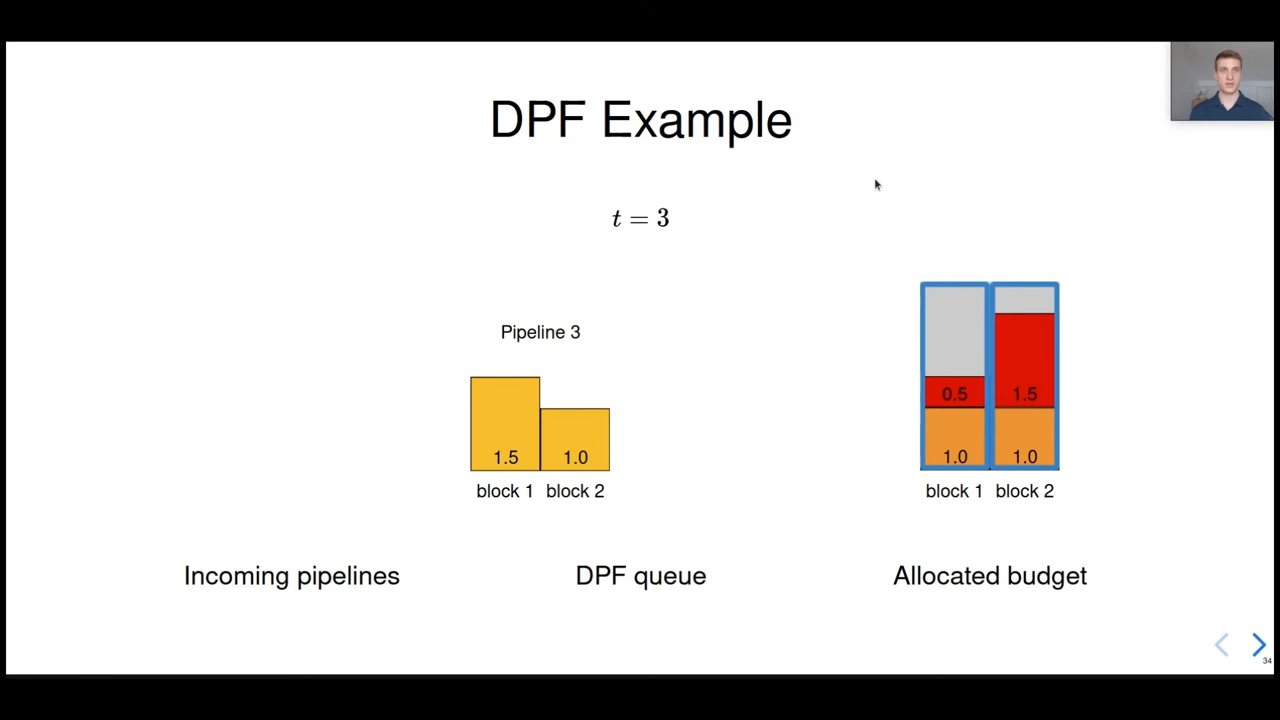 DPF Example
t = 3
Pipeline 3
1.5 1.0
block 1 block 2
0.5 1.5
1.0 1.0
block 1 block 2
Incoming pipelines
DPF queue
Allocated budget
34